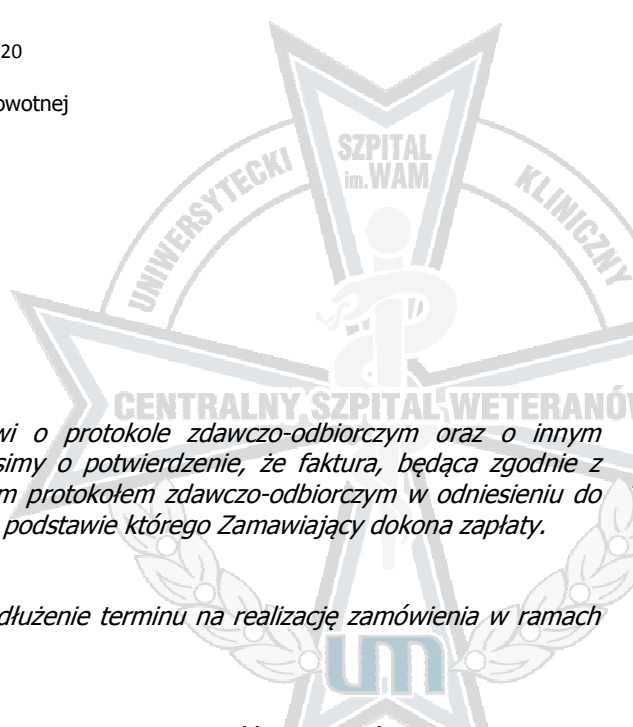 20
owotnej
UNIWERSYTECKI
SZPITAL
im. WAM
KLINICZNY
CENTRALNY SZPITAL WETERANÓW
wi o protokole zdawczo-odbiorczym oraz o innym
simy o potwierdzenie, że faktura, będąca zgodnie z
m protokołem zdawczo-odbiorczym w odniesieniu do
podstawie którego Zamawiający dokona zapłaty.
dłużenie terminu na realizację zamówienia w ramach
um